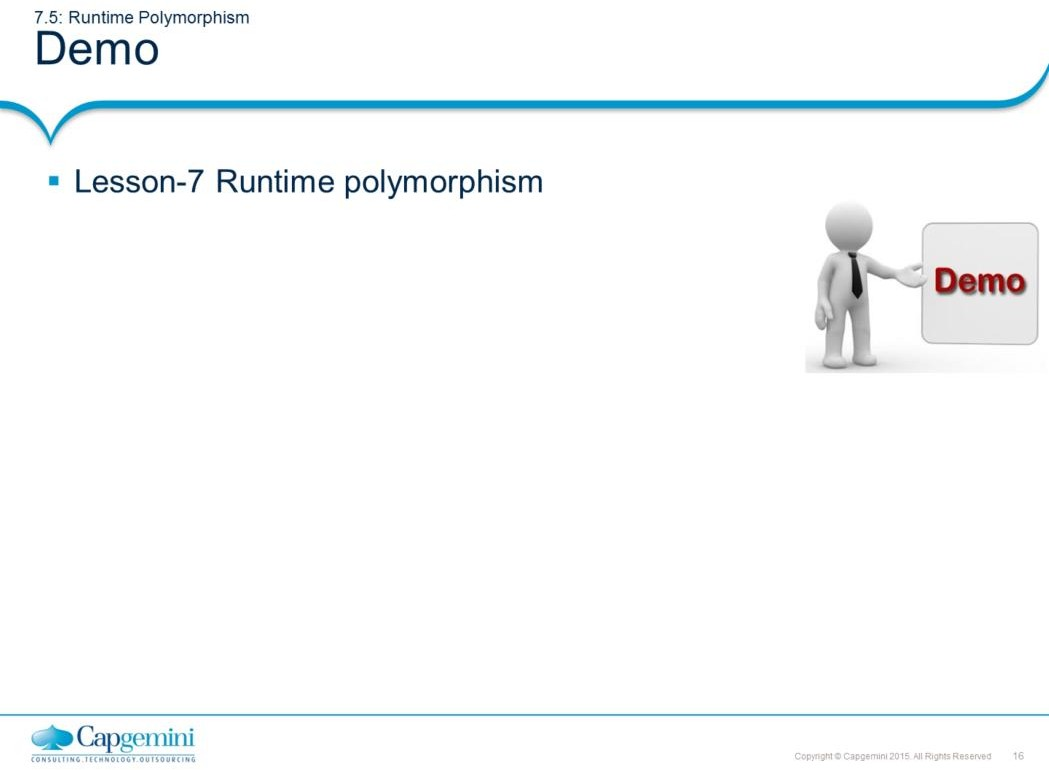 7.5: Runtime Polymorphism
Demo
Lesson-7 Runtime polymorphism
Demo
Capgemini
CONSULTING.TECHNOLOGY.OUTSOURCING
Copyright © Capgemini 2015. All Rights Reserved 16